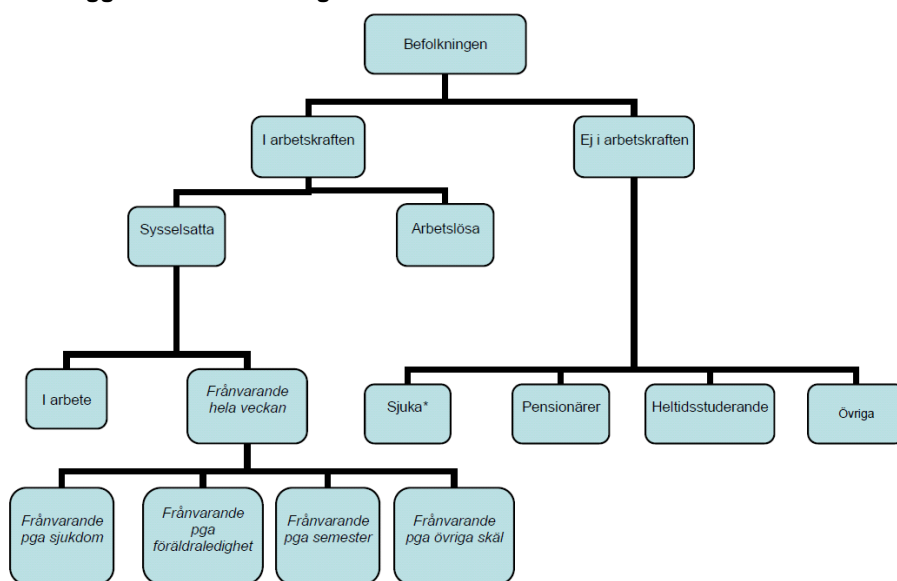 Befolkningen
I arbetskraften
Ej i arbetskraften
Sysselsatta
Arbetslösa
I arbete
Frånvarande
hela veckan
Sjuka*
Pensionärer
Heltidsstuderande
Övriga
Frånvarande
pga sjukdom
Frånvarande
pga
föräldraledighet
Frånvarande
pga semester
Frånvarande
pga övriga skäl